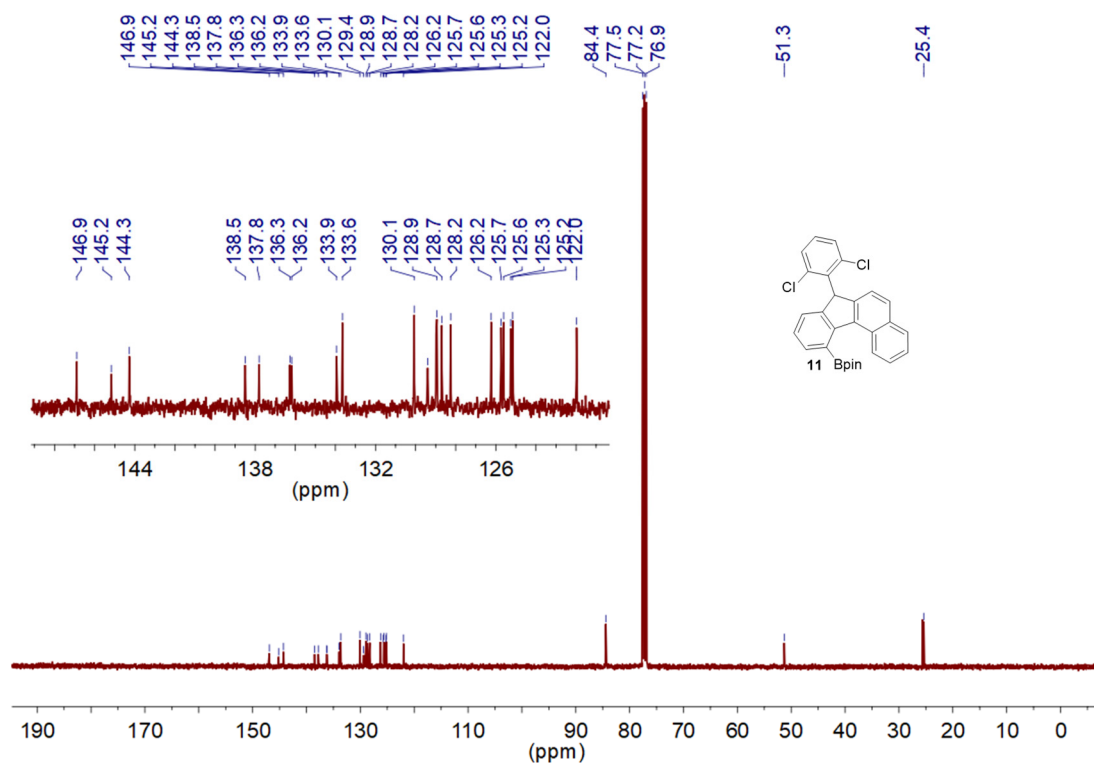 146.9 145.2 144.3 138.5 137.8 136.3 136.2 133.9 133.6 130.1 129.4 128.9 128.7 128.2 126.2 125.7 125.6 125.3 125.2 122.0 84.4 77.5 77.2 76.9 51.3 25.4
146.9 145.2 144.3 138.5 137.8 136.3 136.2 133.9 133.6 130.1 128.9 128.7 128.2 126.2 125.7 125.6 125.3 125.2 122.0
Cl
Cl
11 Bpin
144 138 132 126
(ppm)
190 170 150 130 110 90 80 70 60 50 40 30 20 10 0
(ppm)